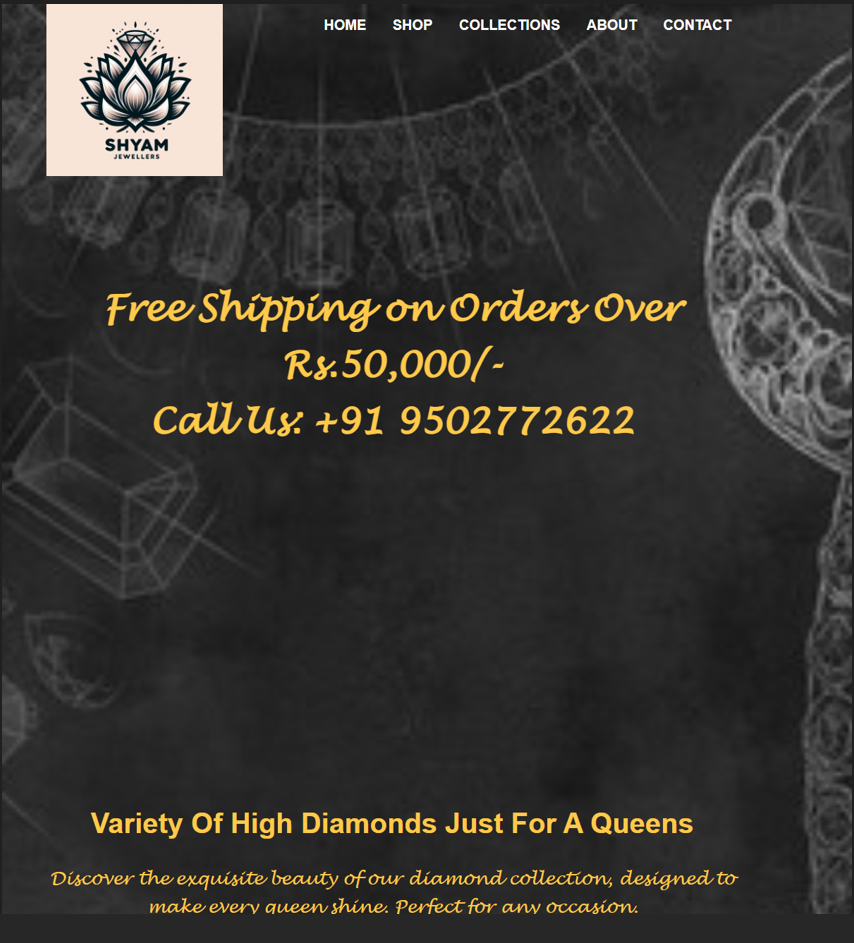 SHYAM
JEWELLERS
HOME SHOP COLLECTIONS ABOUT CONTACT
Free Shipping on Orders Over
Rs.50,000/-
Call Us: +91 9502772622
Variety Of High Diamonds Just For A Queens
Discover the exquisite beauty of our diamond collection, designed to
make every queen shine. Perfect for any occasion.